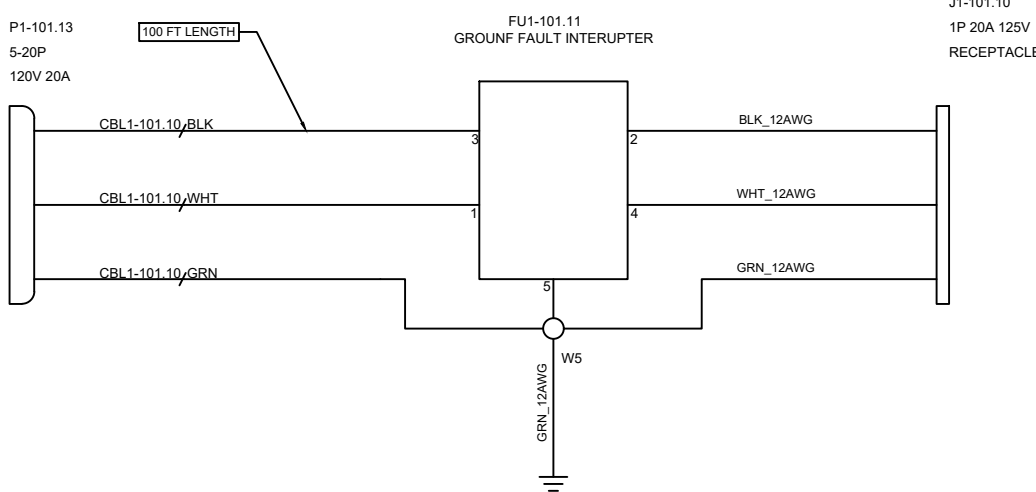 J1-101.10
P1-101.13
100 FT LENGTH
FU1-101.11
1P 20A 125V
5-20P
GROUNF FAULT INTERUPTER
RECEPTACLE
120V 20A
CBL1-101.10/BLK
BLK_12AWG
3
2
CBL1-101.10/WHT
WHT_12AWG
1
4
CBL1-101.10/GRN
GRN_12AWG
5
W5
GRN_12AWG